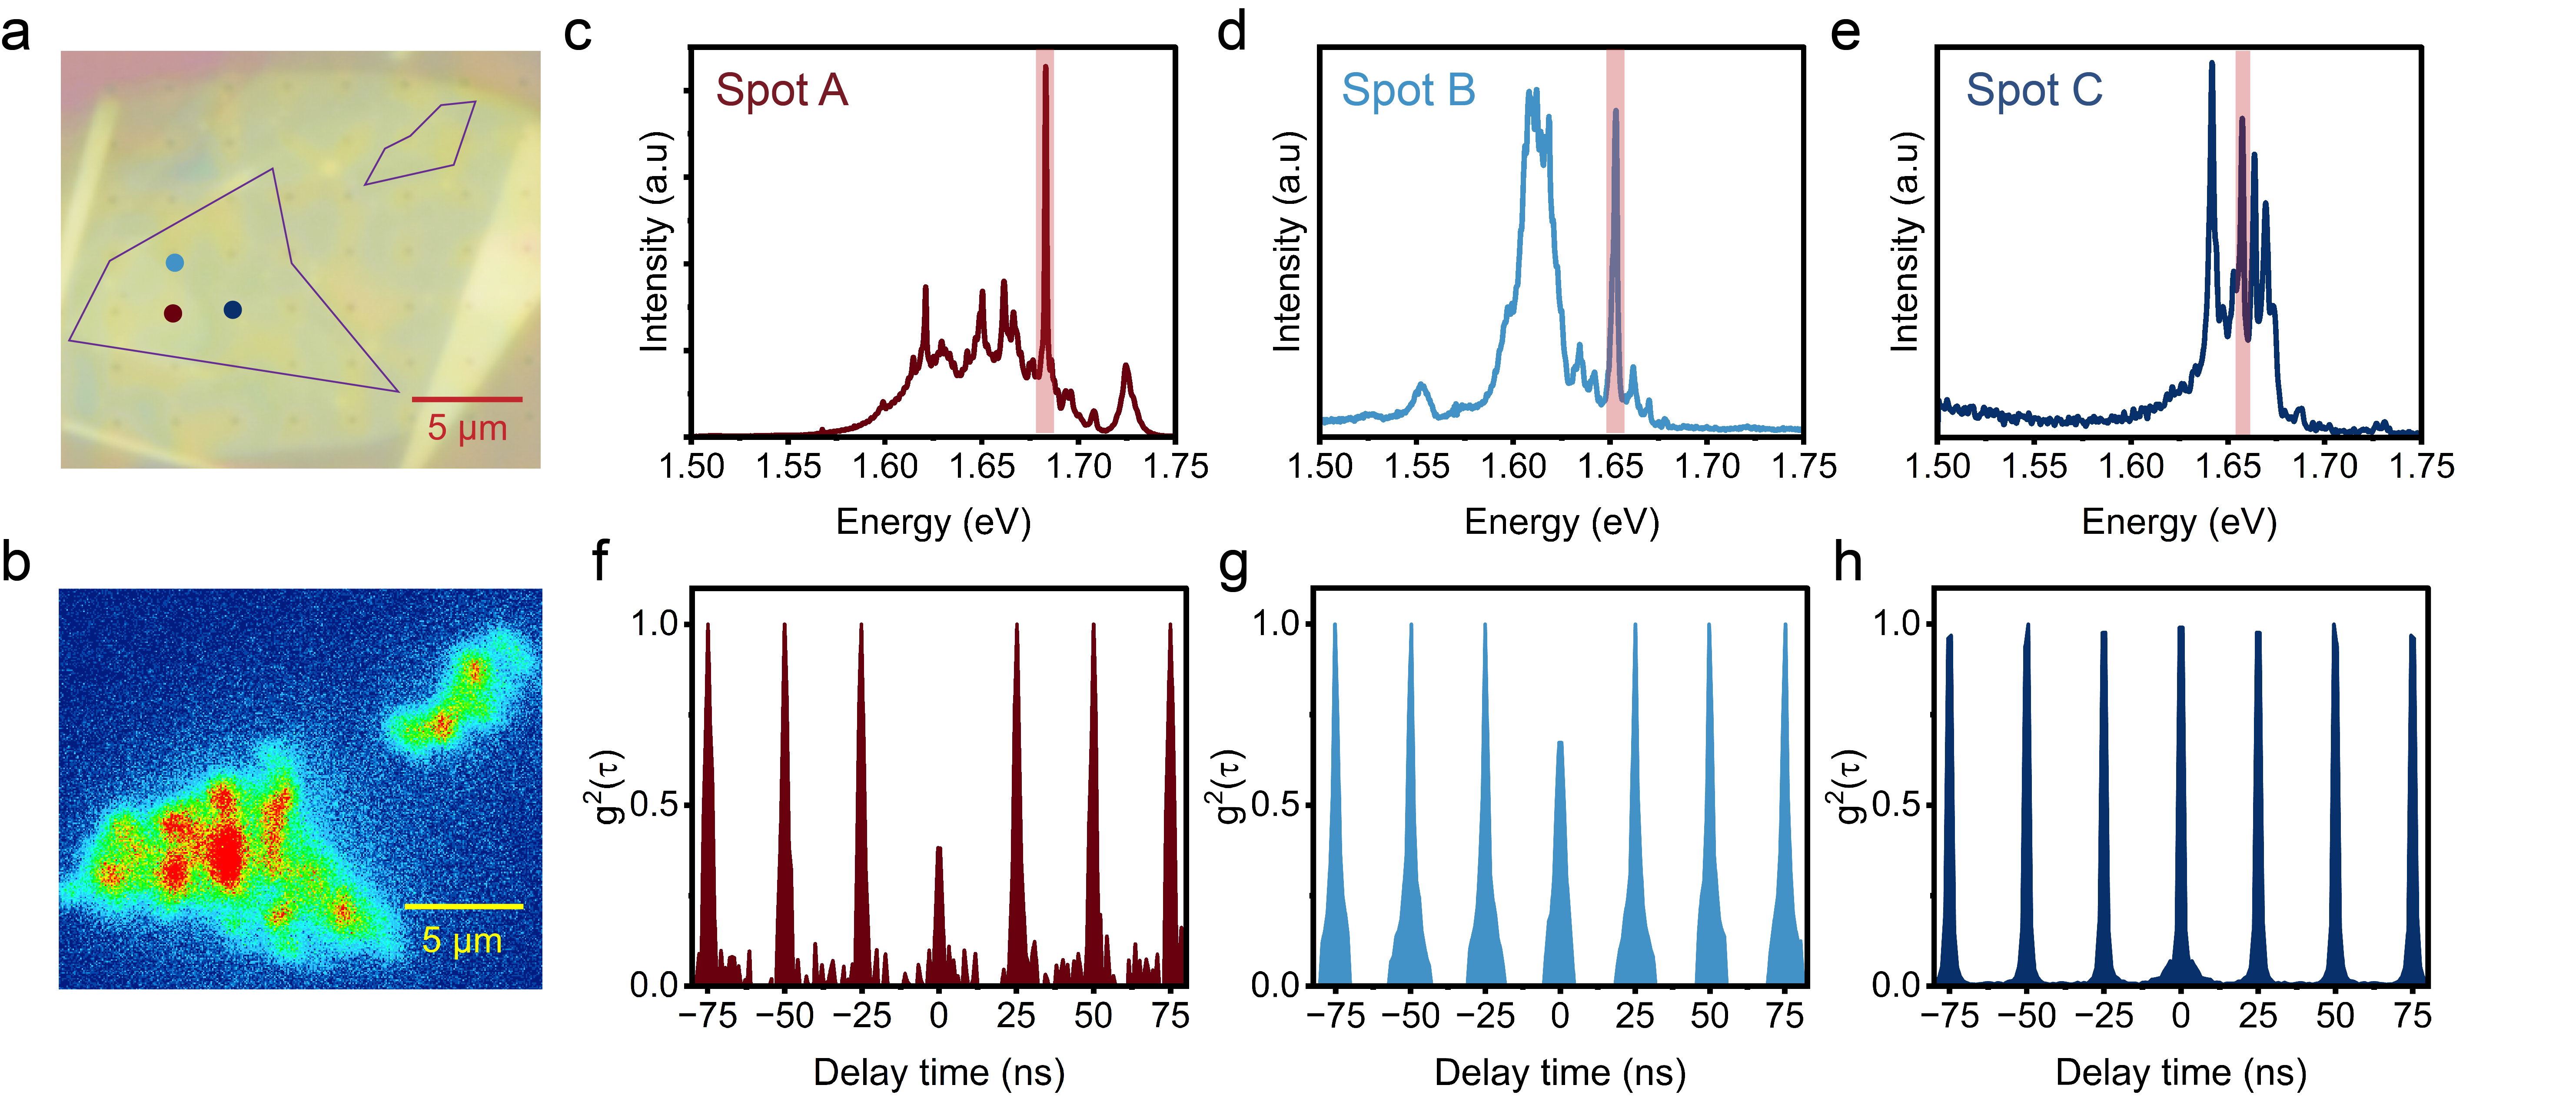 a
5 µm
b
5 µm
c
Spot A
Intensity (a.u)
1.50 1.55 1.60 1.65 1.70 1.75
Energy (eV)
d
Spot B
Intensity (a.u)
1.50 1.55 1.60 1.65 1.70 1.75
Energy (eV)
e
Spot C
Intensity (a.u)
1.50 1.55 1.60 1.65 1.70 1.75
Energy (eV)
f
g²(τ)
1.0
0.5
0.0
−75 −50 −25 0 25 50 75
Delay time (ns)
g
g²(τ)
1.0
0.5
0.0
−75 −50 −25 0 25 50 75
Delay time (ns)
h
g²(τ)
1.0
0.5
0.0
−75 −50 −25 0 25 50 75
Delay time (ns)